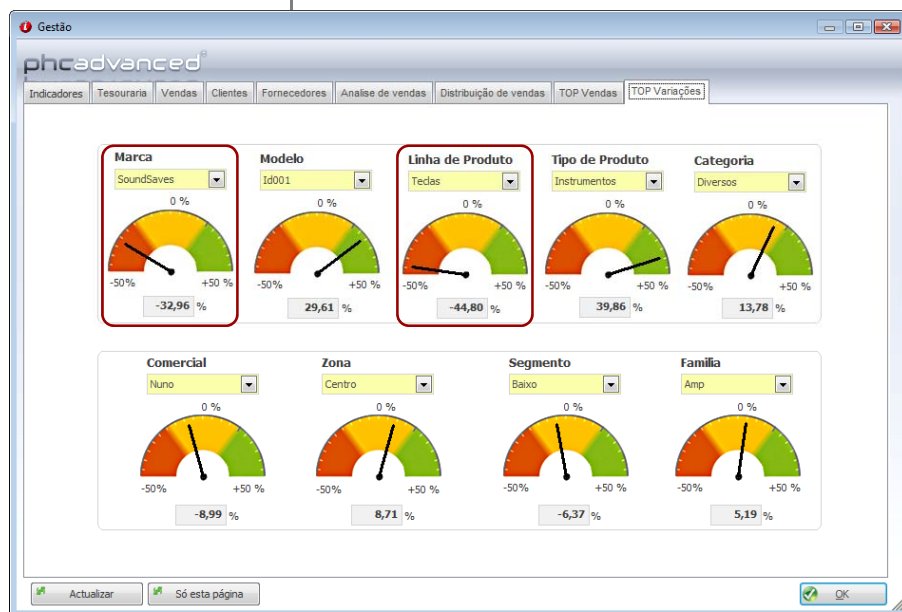 Gestão
phcadvanced®
Indicadores Tesouraria Vendas Clientes Fornecedores Analise de vendas Distribuição de vendas TOP Vendas TOP Variações
Marca Modelo Linha de Produto Tipo de Produto Categoria
SoundSaves Id001 Teclas Instrumentos Diversos
0 % 0 % 0 % 0 % 0 %
-50% +50 % -50% +50 % -50% +50 % -50% +50 % -50% +50 %
-32,96 % 29,61 % -44,80 % 39,86 % 13,78 %
Comercial Zona Segmento Familia
Nuno Centro Baixo Amp
0 % 0 % 0 % 0 %
-50% +50 % -50% +50 % -50% +50 % -50% +50 %
-8,99 % 8,71 % -6,37 % 5,19 %
Actualizar Só esta página OK